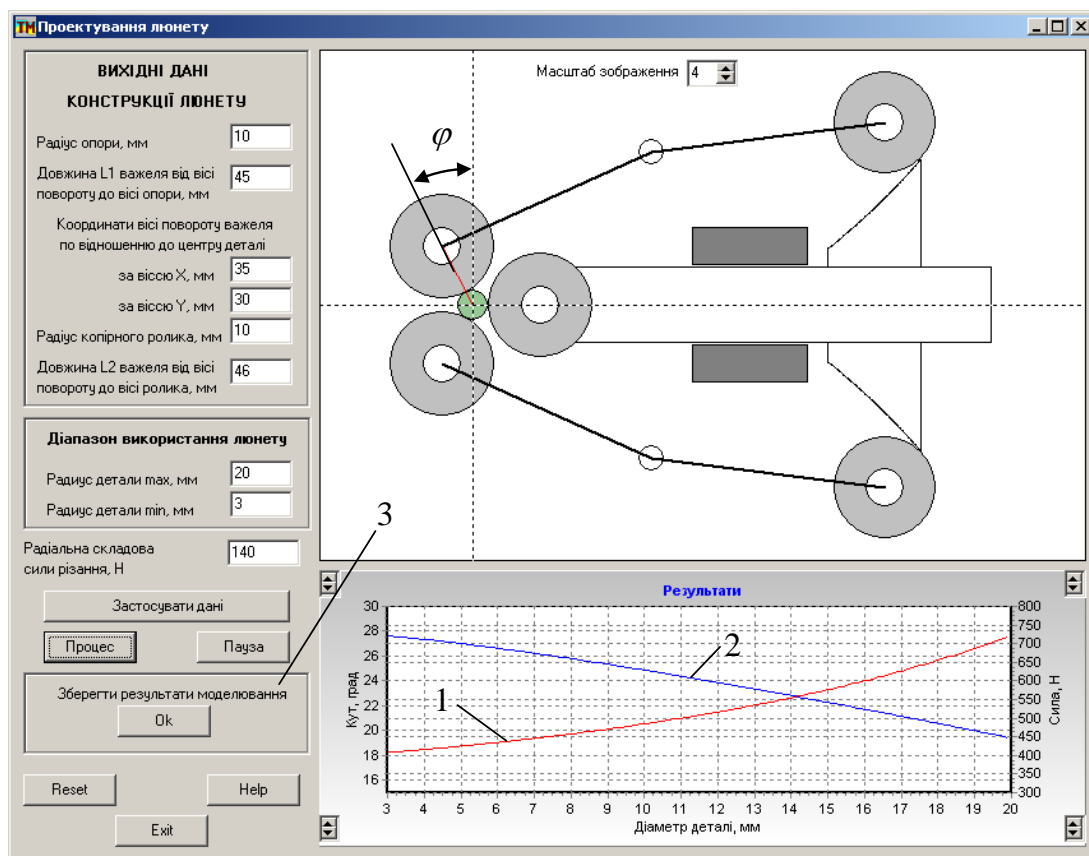 Проектування люнету
ВИХІДНІ ДАНІ
КОНСТРУКЦІЇ ЛЮНЕТУ
Радіус опори, мм 10
Довжина L1 важеля від вісі
повороту до вісі опори, мм 45
Координати вісі повороту важеля
по відношенню до центру деталі
за віссю X, мм 35
за віссю Y, мм 30
Радіус копірного ролика, мм 10
Довжина L2 важеля від вісі
повороту до вісі ролика, мм 46
Діапазон використання люнету
Радиус детали max, мм 20
Радиус детали min, мм 3
Радіальна складова
сили різання, Н 140
Застосувати дані
Процес Пауза
Зберегти результати моделювання
Ok
Reset Help
Exit
Масштаб зображення 4
φ
3
Результати
Кут, град
30
28
26
24
22
20
18
16
1
2
Сила, Н
800
750
700
650
600
550
500
450
400
350
300
3 4 5 6 7 8 9 10 11 12 13 14 15 16 17 18 19 20
Діаметр деталі, мм